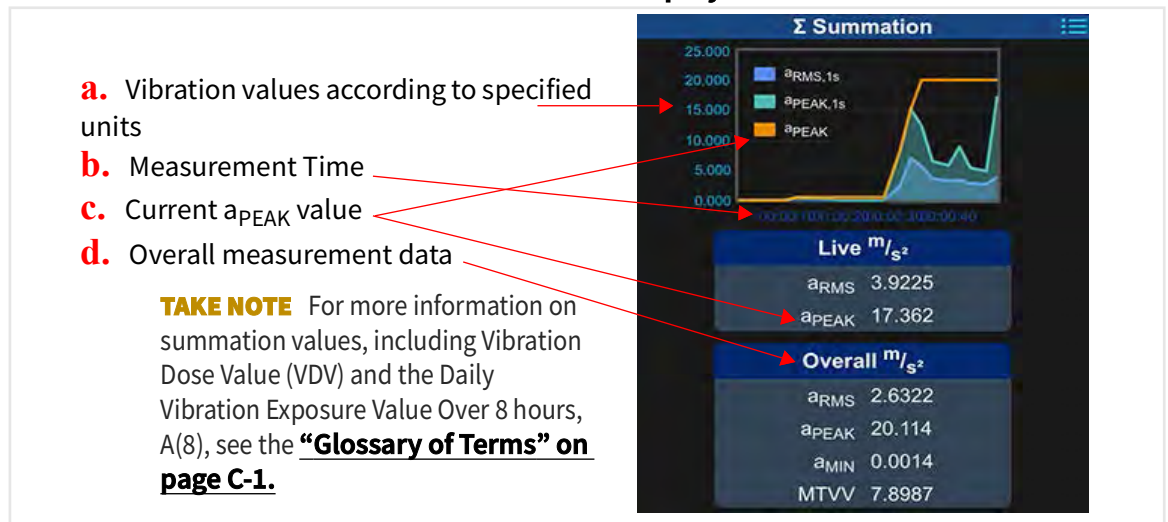 a. Vibration values according to specified
units
b. Measurement Time
c. Current aPEAK value
d. Overall measurement data
TAKE NOTE For more information on
summation values, including Vibration
Dose Value (VDV) and the Daily
Vibration Exposure Value Over 8 hours,
A(8), see the “Glossary of Terms” on
page C-1.
Σ Summation
25.000
20,000
15.000
10.000
5.000
0,000
aRMS,1s
aPEAK,1s
aPEAK
Live m/s²
aRMS 3.9225
aPEAK 17.362
Overall m/s²
aRMS 2.6322
aPEAK 20.114
aMIN 0.0014
MTVV 7.8987